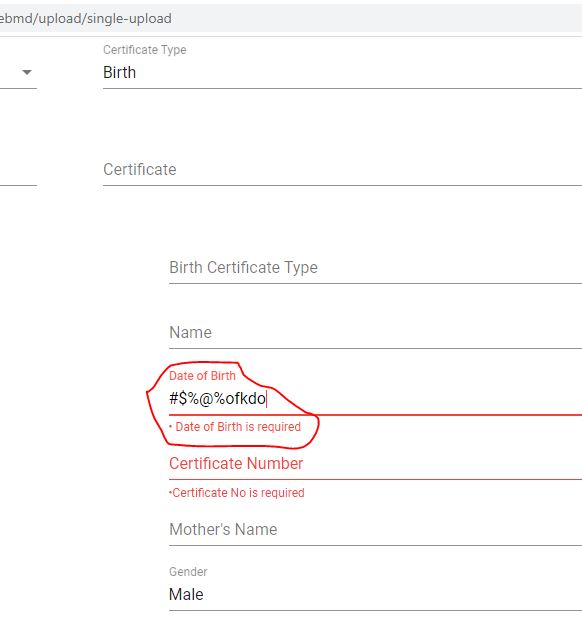 ebmd/upload/single-upload
Certificate Type
Birth
Certificate
Birth Certificate Type
Name
Date of Birth
#$%@%ofkdo
• Date of Birth is required
Certificate Number
•Certificate No is required
Mother's Name
Gender
Male